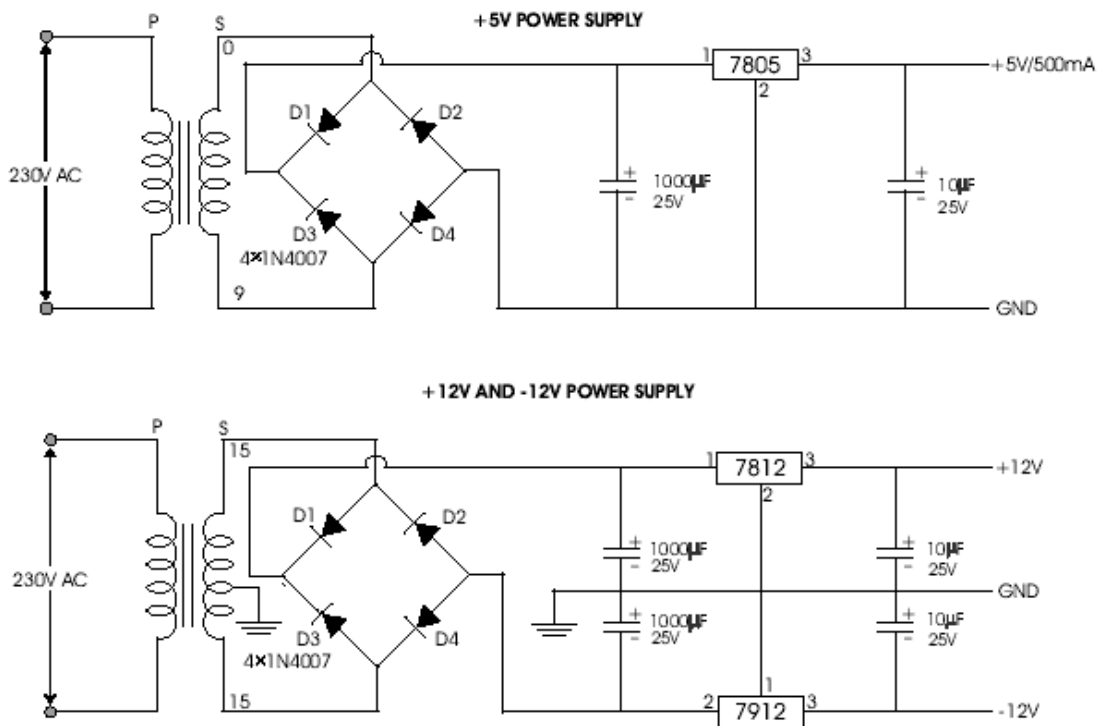 +5V POWER SUPPLY
P S
0
1 7805 3
2
+5V/500mA
D1 D2
230V AC
+
1000µF
-
25V
+
10µF
-
25V
D3 D4
4×1N4007
9
GND
+12V AND -12V POWER SUPPLY
P S
15
1 7812 3
2
+12V
D1 D2
+
1000µF
-
25V
+
10µF
-
25V
230V AC
GND
+
1000µF
-
25V
+
10µF
-
25V
D3 D4
4×1N4007
15
1
2 7912 3
-12V